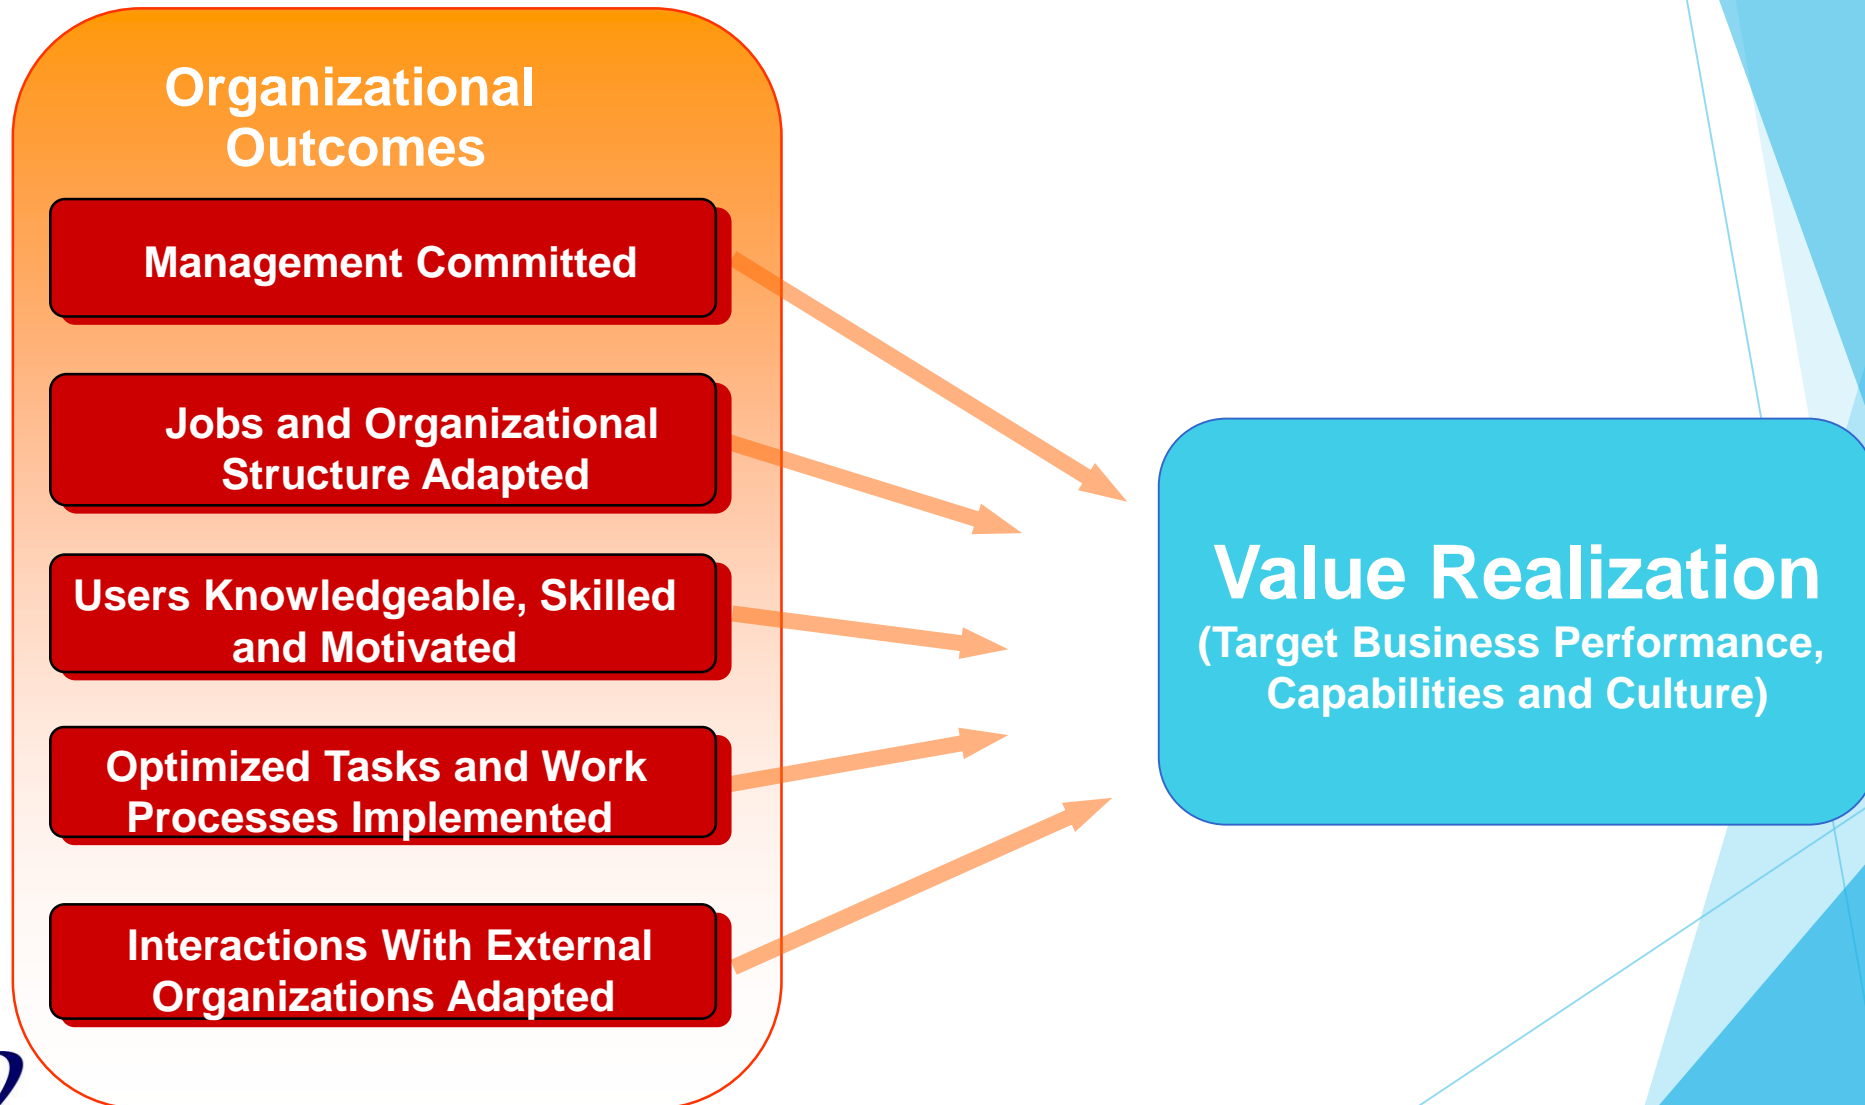 Organizational
Outcomes
Management Committed
Jobs and Organizational
Structure Adapted
Users Knowledgeable, Skilled
and Motivated
Optimized Tasks and Work
Processes Implemented
Interactions With External
Organizations Adapted
Value Realization
(Target Business Performance,
Capabilities and Culture)